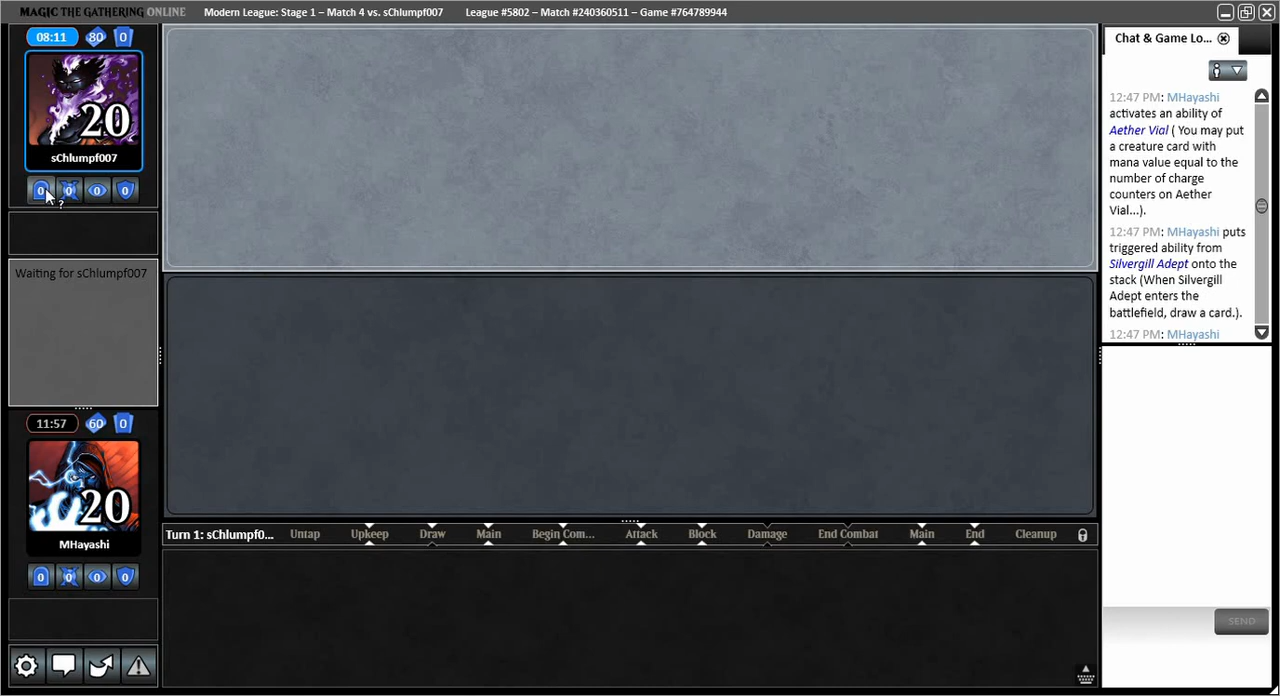 MAGIC THE GATHERING ONLINE
Modern League: Stage 1 – Match 4 vs. sChlumpf007
League #5802 – Match #240360511 – Game #764789944
08:11
80
0
20
sChlumpf007
0
0
0
0
?
Waiting for sChlumpf007
11:57
60
0
20
MHayashi
0
0
0
0
Turn 1: sChlumpf0...
Untap
Upkeep
Draw
Main
Begin Com...
Attack
Block
Damage
End Combat
Main
End
Cleanup
Chat & Game Lo...
12:47 PM: MHayashi
activates an ability of
Aether Vial ( You may put
a creature card with
mana value equal to the
number of charge
counters on Aether
Vial...).
12:47 PM: MHayashi puts
triggered ability from
Silvergill Adept onto the
stack (When Silvergill
Adept enters the
battlefield, draw a card.).
12:47 PM: MHayashi
SEND